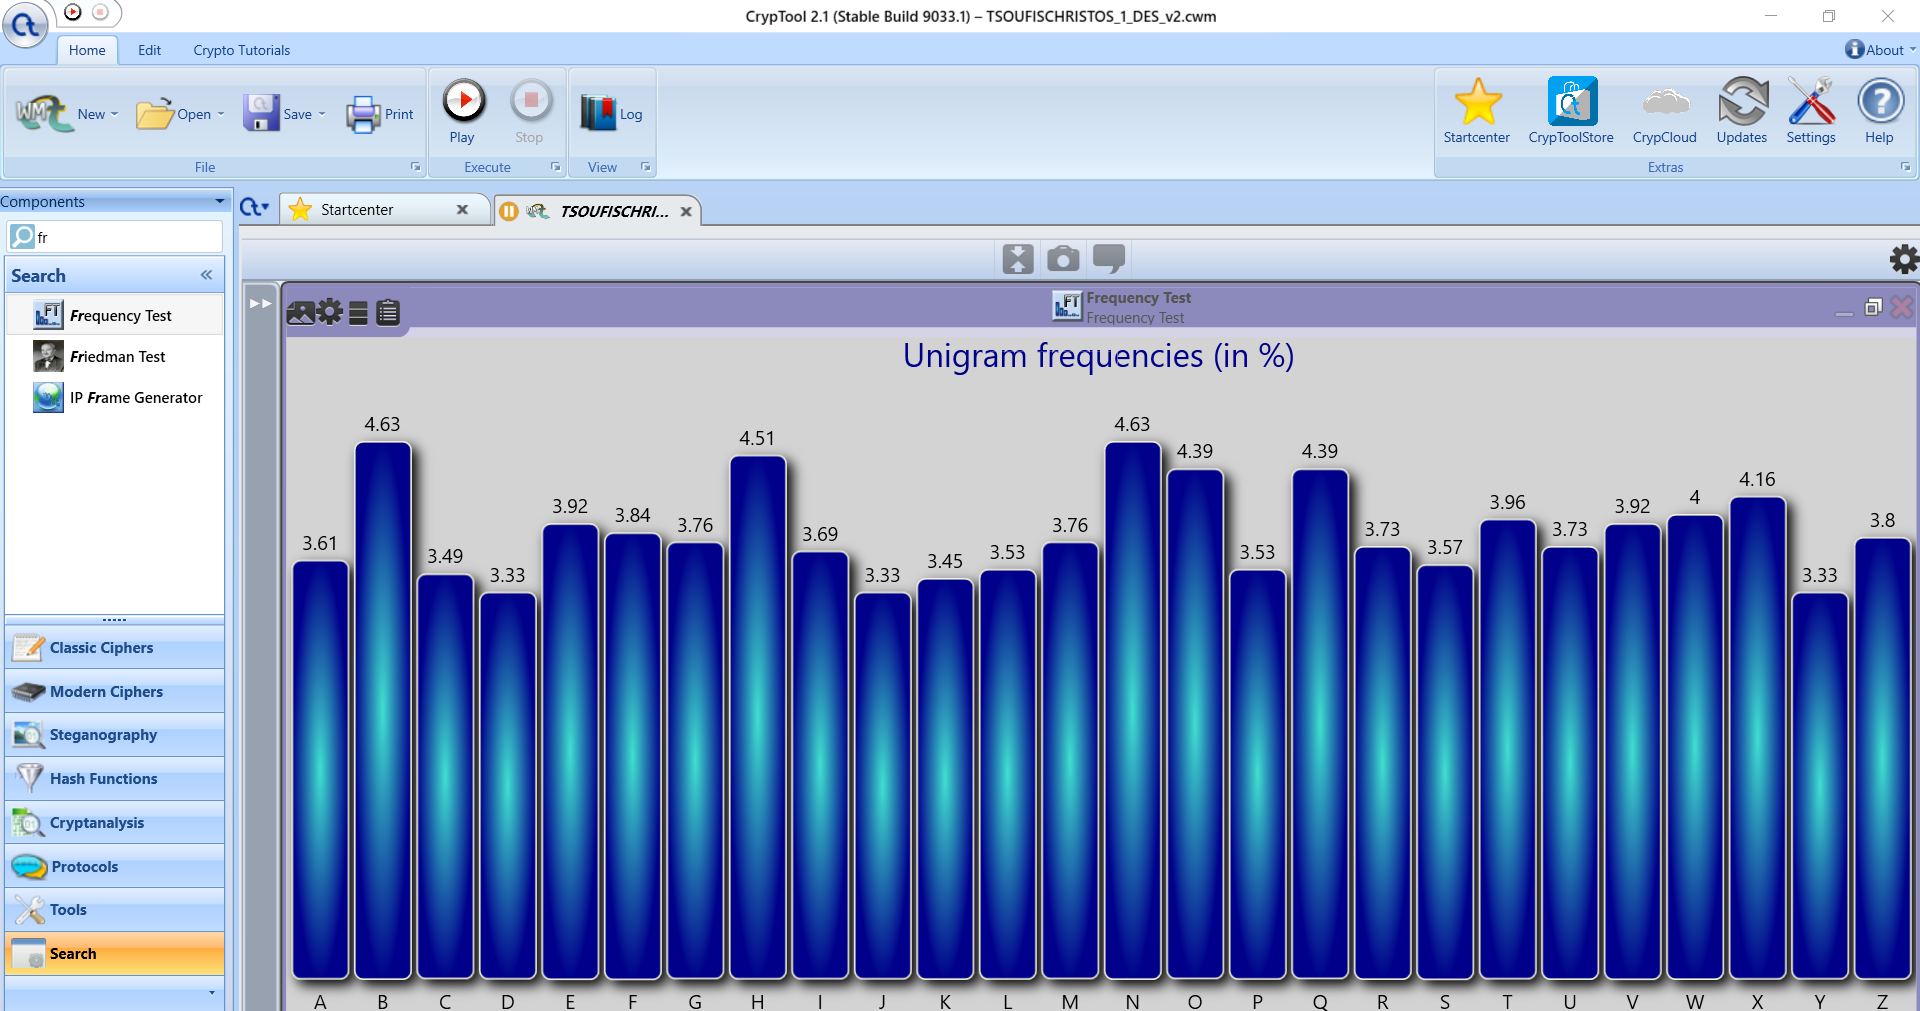 CrypTool 2.1 (Stable Build 9033.1) – TSOUFISCHRISTOS_1_DES_v2.cwm
Home Edit Crypto Tutorials About
New Open Save Print
Play Stop
Log
Startcenter CrypToolStore CrypCloud Updates Settings Help
File Execute View Extras
Components
Startcenter TSOUFISCHRI...
fr
Search
Frequency Test
Friedman Test
IP Frame Generator
Classic Ciphers
Modern Ciphers
Steganography
Hash Functions
Cryptanalysis
Protocols
Tools
Search
Frequency Test
Frequency Test
Unigram frequencies (in %)
3.61 4.63 3.49 3.33 3.92 3.84 3.76 4.51 3.69 3.33 3.45 3.53 3.76 4.63 4.39 3.53 4.39 3.73 3.57 3.96 3.73 3.92 4 4.16 3.33 3.8
A B C D E F G H I J K L M N O P Q R S T U V W X Y Z